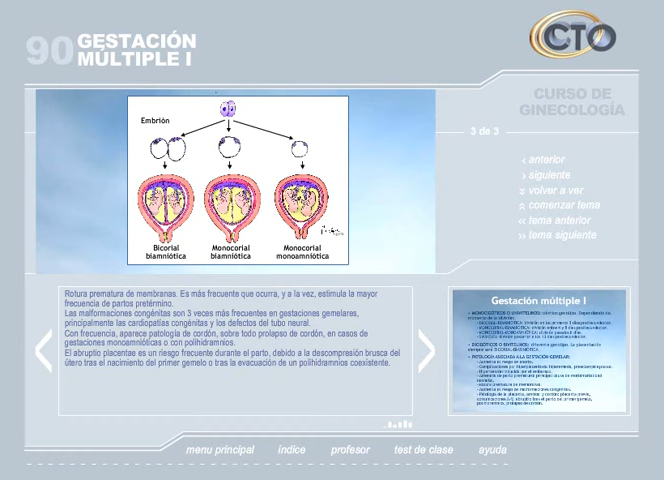 90 GESTACIÓN
MÚLTIPLE I
CTO
CURSO DE
GINECOLOGÍA
3 de 3
‹ anterior
› siguiente
volver a ver
comenzar tema
‹‹ tema anterior
›› tema siguiente
Embrión
Bicorial
biamniótica
Monocorial
biamniótica
Monocorial
monoamniótica
Rotura prematura de membranas. Es más frecuente que ocurra, y a la vez, estimula la mayor
frecuencia de partos pretérmino.
Las malformaciones congénitas son 3 veces más frecuentes en gestaciones gemelares,
principalmente las cardiopatías congénitas y los defectos del tubo neural.
Con frecuencia, aparece patología de cordón, sobre todo prolapso de cordón, en casos de
gestaciones monoamnióticas o con polihidramnios.
El abruptio placentae es un riesgo frecuente durante el parto, debido a la descompresión brusca del
útero tras el nacimiento del primer gemelo o tras la evacuación de un polihidramnios coexistente.
Gestación múltiple I
menu principal índice profesor test de clase ayuda